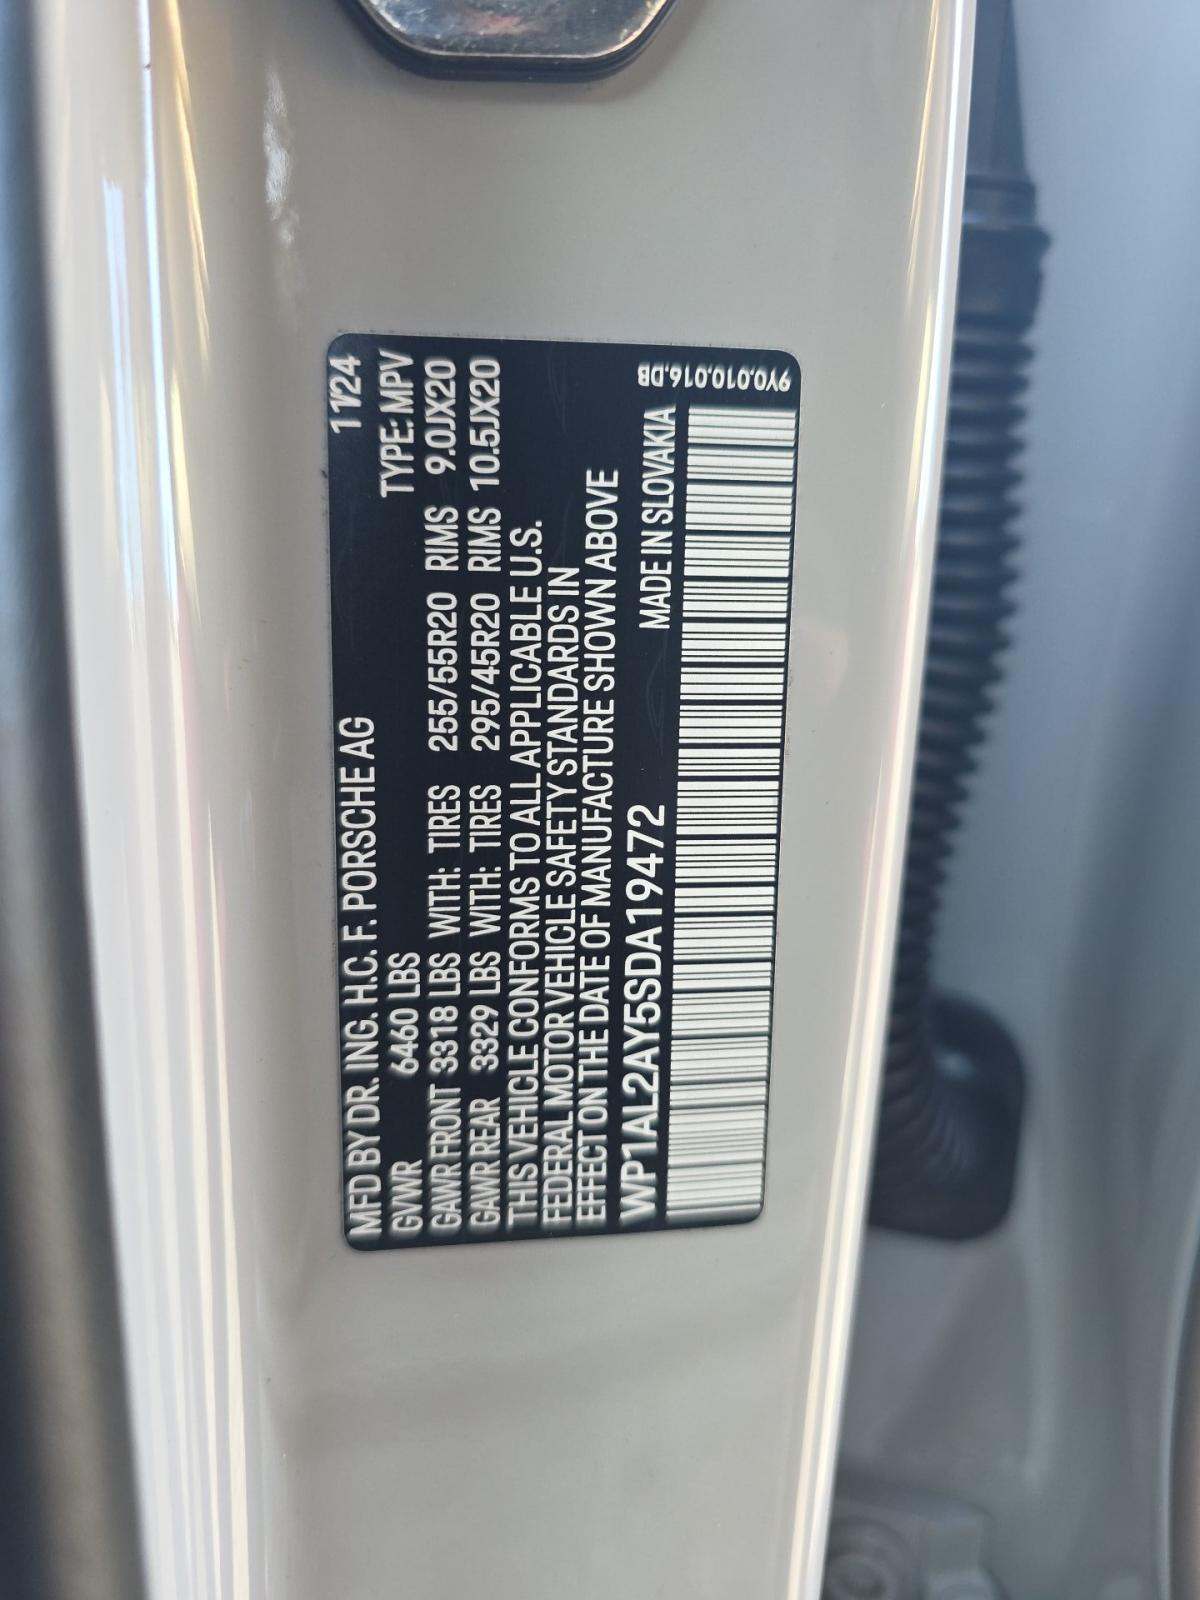 MFD BY DR. ING. H.C. F. PORSCHE AG 11/24
GVWR 6460 LBS TYPE: MPV
GAWR FRONT 3318 LBS WITH: TIRES 255/55R20 RIMS 9.0JX20
GAWR REAR 3329 LBS WITH: TIRES 295/45R20 RIMS 10.5JX20
THIS VEHICLE CONFORMS TO ALL APPLICABLE U.S.
FEDERAL MOTOR VEHICLE SAFETY STANDARDS IN
EFFECT ON THE DATE OF MANUFACTURE SHOWN ABOVE
WP1AL2AY5SDA19472 MADE IN SLOVAKIA
9Y0.010.016.DB